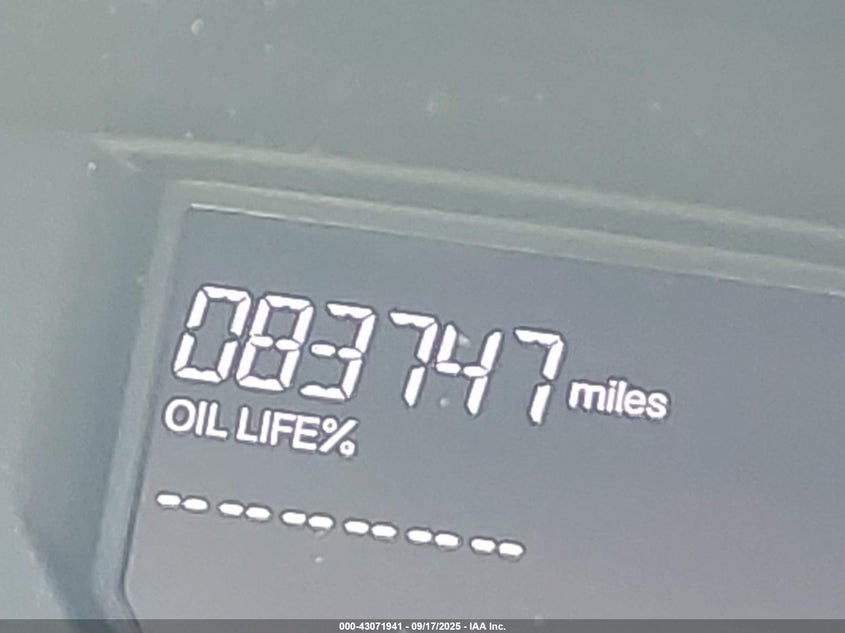 083747 miles
OIL LIFE%
------------
000-43071941 - 09/17/2025 - IAA Inc.